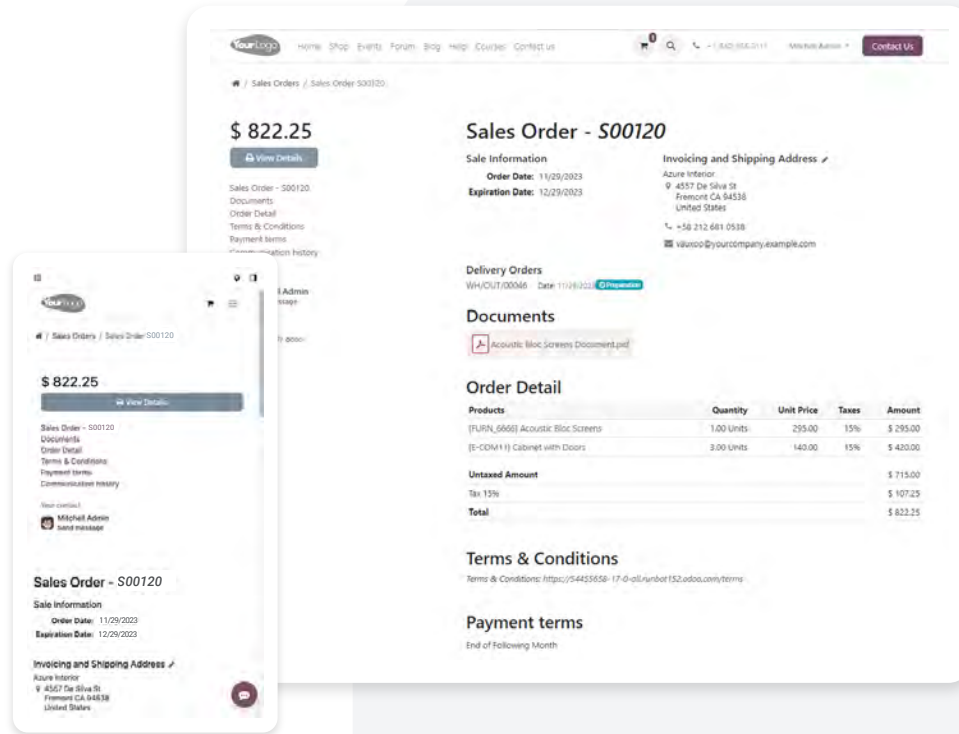 YourLogo
Home Shop Events Forum Blog Help Courses Contact us
0
Mitchell Admin
Contact Us
/ Sales Orders / Sales Order S00120
$ 822.25
View Details
Sales Order - S00120
Documents
Order Detail
Terms & Conditions
Payment terms
Communication history
ll Admin
ssage
Sales Order - S00120
Sale Information
Order Date: 11/29/2023
Expiration Date: 12/29/2023
Invoicing and Shipping Address
Azure Interior
4557 De Silva St
Fremont CA 94538
United States
+58 212 681 0538
vauxoo@yourcompany.example.com
Delivery Orders
WH/OUT/00046 Date: 11/29/2023 Preparation
Documents
Acoustic Bloc Screens Document.pdf
Order Detail
Products Quantity Unit Price Taxes Amount
[FURN_6666] Acoustic Bloc Screens 1.00 Units 295.00 15% $ 295.00
[E-COM11] Cabinet with Doors 3.00 Units 140.00 15% $ 420.00
Untaxed Amount $ 715.00
Tax 15% $ 107.25
Total $ 822.25
Terms & Conditions
Terms & Conditions: https://54455658-17-0-all.runbot152.odoo.com/terms
Payment terms
End of Following Month
YourLogo
/ Sales Orders / Sales Order S00120
$ 822.25
View Details
Sales Order - S00120
Documents
Order Detail
Terms & Conditions
Payment terms
Communication history
Your contact
Mitchell Admin
Send message
Sales Order - S00120
Sale Information
Order Date: 11/29/2023
Expiration Date: 12/29/2023
Invoicing and Shipping Address
Azure Interior
4557 De Silva St
Fremont CA 94538
United States